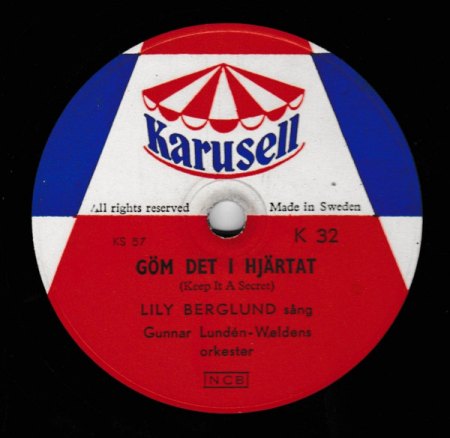 Karusell
All rights reserved Made in Sweden
KS 57 K 32
GÖM DET I HJÄRTAT
(Keep It A Secret)
LILY BERGLUND sång
Gunnar Lundén-Weldens
orkester
NCB